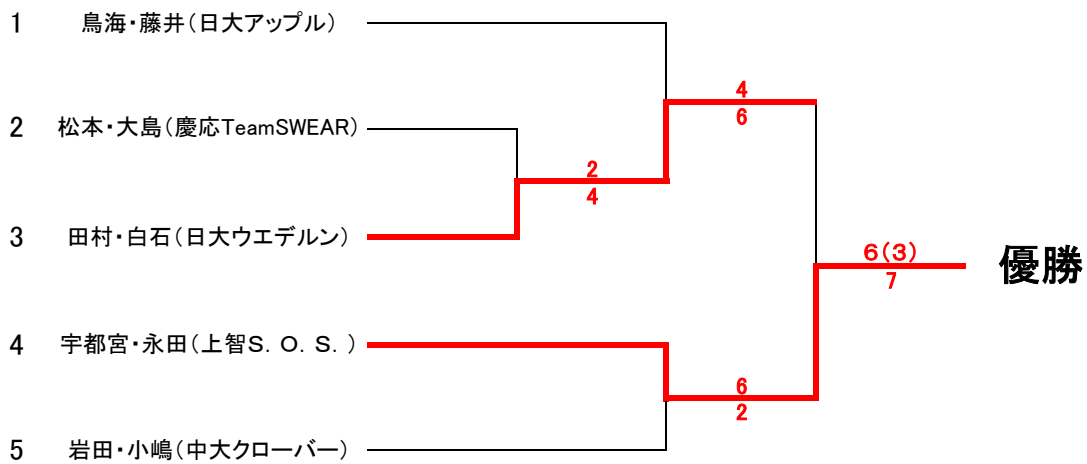 1 鳥海・藤井(日大アップル)
4
6
2 松本・大島(慶応TeamSWEAR)
2
4
3 田村・白石(日大ウエデルン)
6(3)
7
優勝
4 宇都宮・永田(上智S.O.S.)
6
2
5 岩田・小嶋(中大クローバー)